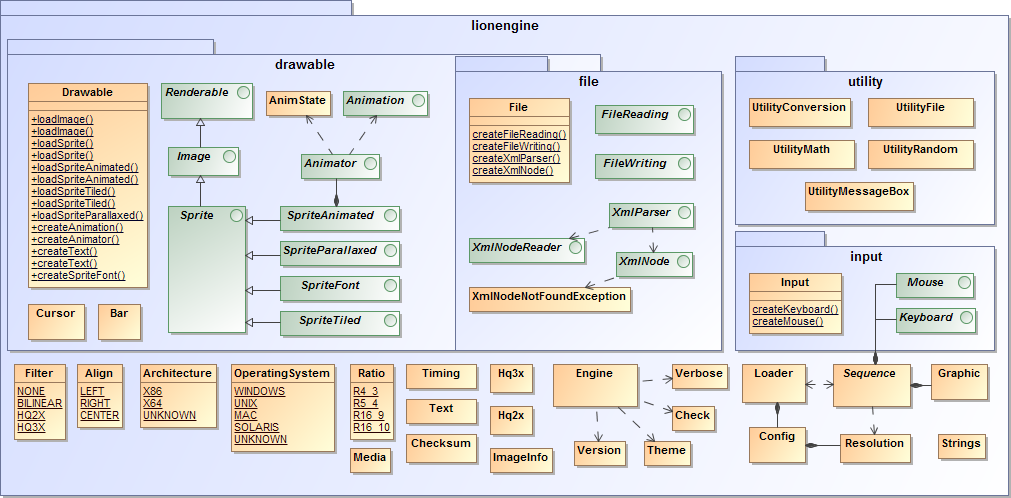 lionengine
drawable
Drawable
+loadImage()
+loadImage()
+loadSprite()
+loadSprite()
+loadSpriteAnimated()
+loadSpriteAnimated()
+loadSpriteTiled()
+loadSpriteTiled()
+loadSpriteParallaxed()
+createAnimation()
+createAnimator()
+createText()
+createText()
+createSpriteFont()
Cursor
Bar
Renderable
Image
Sprite
AnimState
Animation
Animator
SpriteAnimated
SpriteParallaxed
SpriteFont
SpriteTiled
file
File
createFileReading()
createFileWriting()
createXmlParser()
createXmlNode()
FileReading
FileWriting
XmlParser
XmlNodeReader
XmlNode
XmlNodeNotFoundException
utility
UtilityConversion
UtilityFile
UtilityMath
UtilityRandom
UtilityMessageBox
input
Input
createKeyboard()
createMouse()
Mouse
Keyboard
Filter
NONE
BILINEAR
HQ2X
HQ3X
Align
LEFT
RIGHT
CENTER
Architecture
X86
X64
UNKNOWN
OperatingSystem
WINDOWS
UNIX
MAC
SOLARIS
UNKNOWN
Ratio
R4_3
R5_4
R16_9
R16_10
Media
Timing
Text
Checksum
Hq3x
Hq2x
ImageInfo
Engine
Verbose
Check
Version
Theme
Loader
Sequence
Graphic
Config
Resolution
Strings